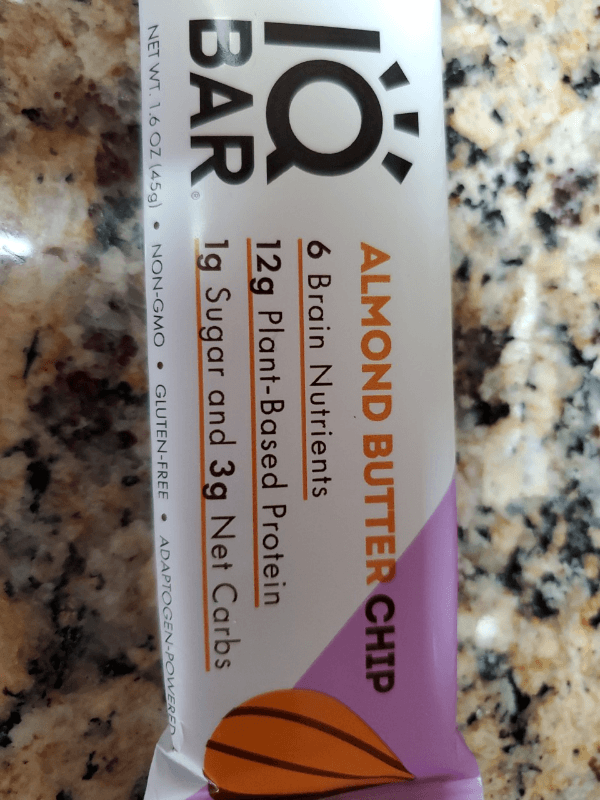 IQ
BAR®
ALMOND BUTTER CHIP
6 Brain Nutrients
12g Plant-Based Protein
1g Sugar and 3g Net Carbs
NET WT. 1.6 OZ (45g) • NON-GMO • GLUTEN-FREE • ADAPTOGEN-POWERED